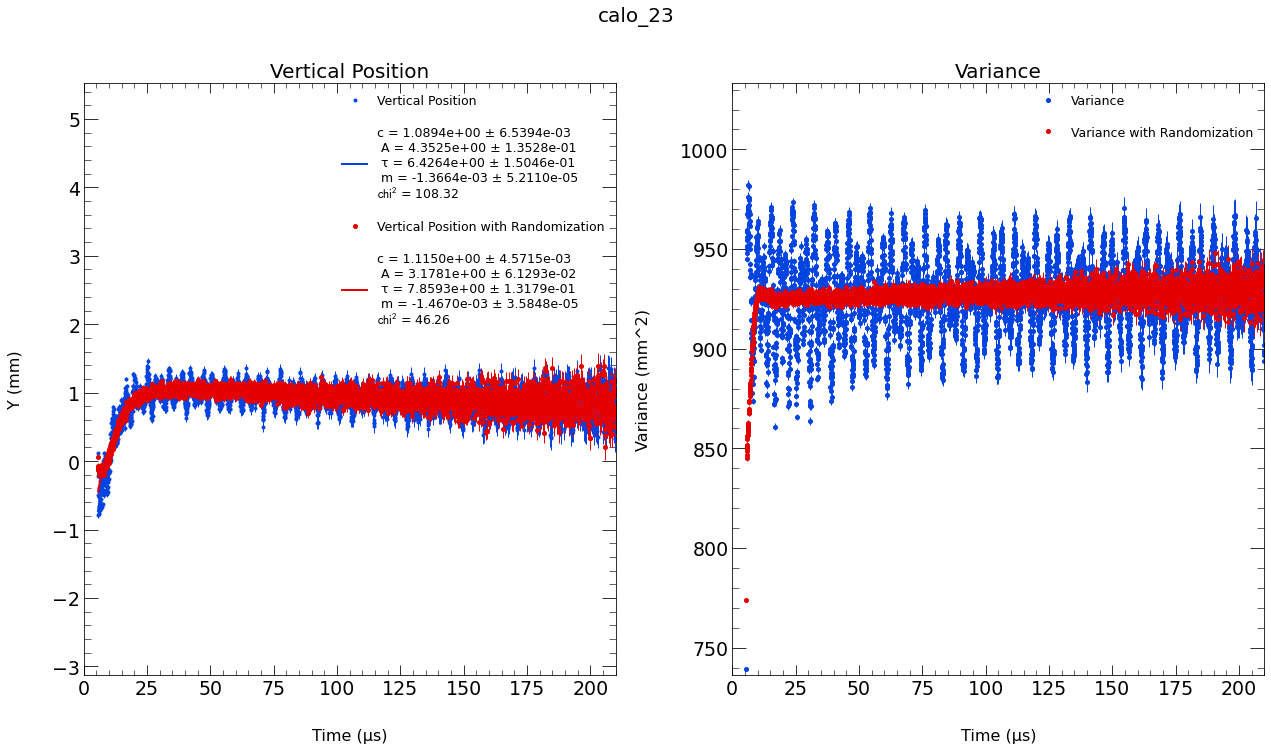 calo_23
Vertical Position
Vertical Position
c = 1.0894e+00 ± 6.5394e-03
A = 4.3525e+00 ± 1.3528e-01
τ = 6.4264e+00 ± 1.5046e-01
m = -1.3664e-03 ± 5.2110e-05
chi² = 108.32
Vertical Position with Randomization
c = 1.1150e+00 ± 4.5715e-03
A = 3.1781e+00 ± 6.1293e-02
τ = 7.8593e+00 ± 1.3179e-01
m = -1.4670e-03 ± 3.5848e-05
chi² = 46.26
Y (mm)
5
4
3
2
1
0
−1
−2
−3
0 25 50 75 100 125 150 175 200
Time (μs)
Variance
Variance
Variance with Randomization
Variance (mm^2)
1000
950
900
850
800
750
0 25 50 75 100 125 150 175 200
Time (μs)